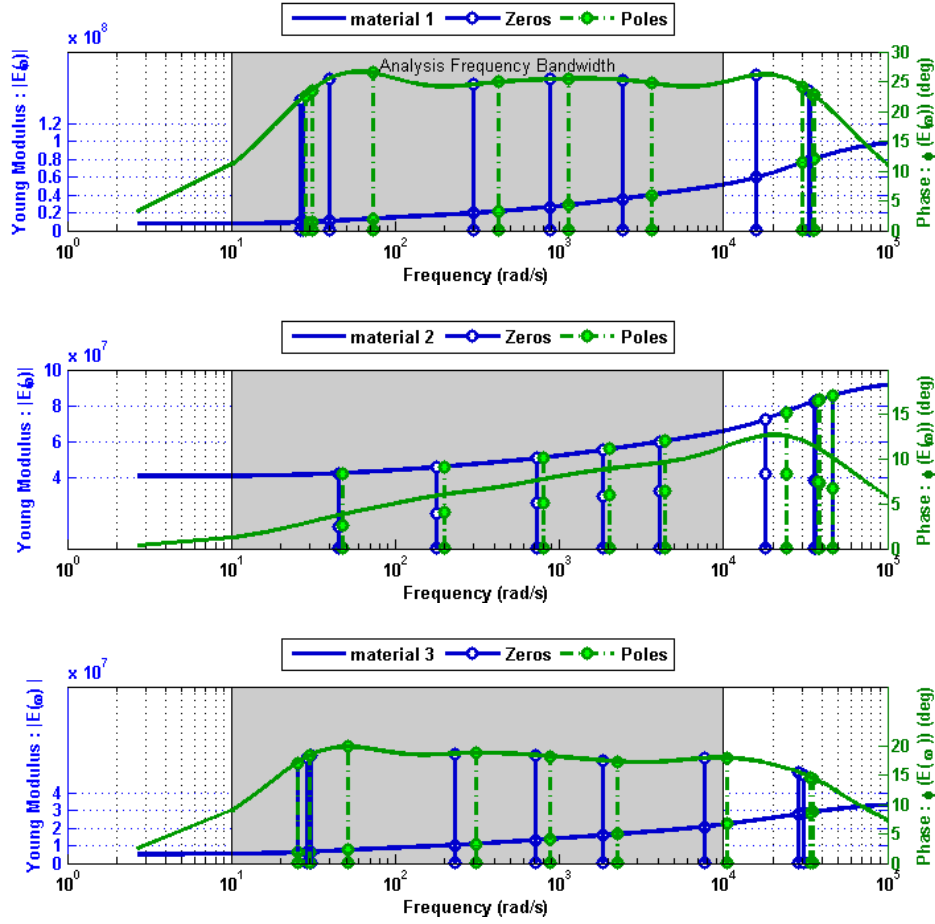 material 1 Zeros Poles
x 10^8
Analysis Frequency Bandwidth
Young Modulus : |E(ω)|
1.2
1
0.8
0.6
0.4
0.2
0
30
25
20
15
10
5
0
Phase : ϕ (E(ω)) (deg)
10^0 10^1 10^2 10^3 10^4 10^5
Frequency (rad/s)
material 2 Zeros Poles
x 10^7
Young Modulus : |E(ω)|
10
8
6
4
15
10
5
0
Phase : ϕ (E(ω)) (deg)
10^0 10^1 10^2 10^3 10^4 10^5
Frequency (rad/s)
material 3 Zeros Poles
x 10^7
Young Modulus : |E(ω) |
4
3
2
1
0
20
15
10
5
0
Phase : ϕ (E(ω)) (deg)
10^0 10^1 10^2 10^3 10^4 10^5
Frequency (rad/s)